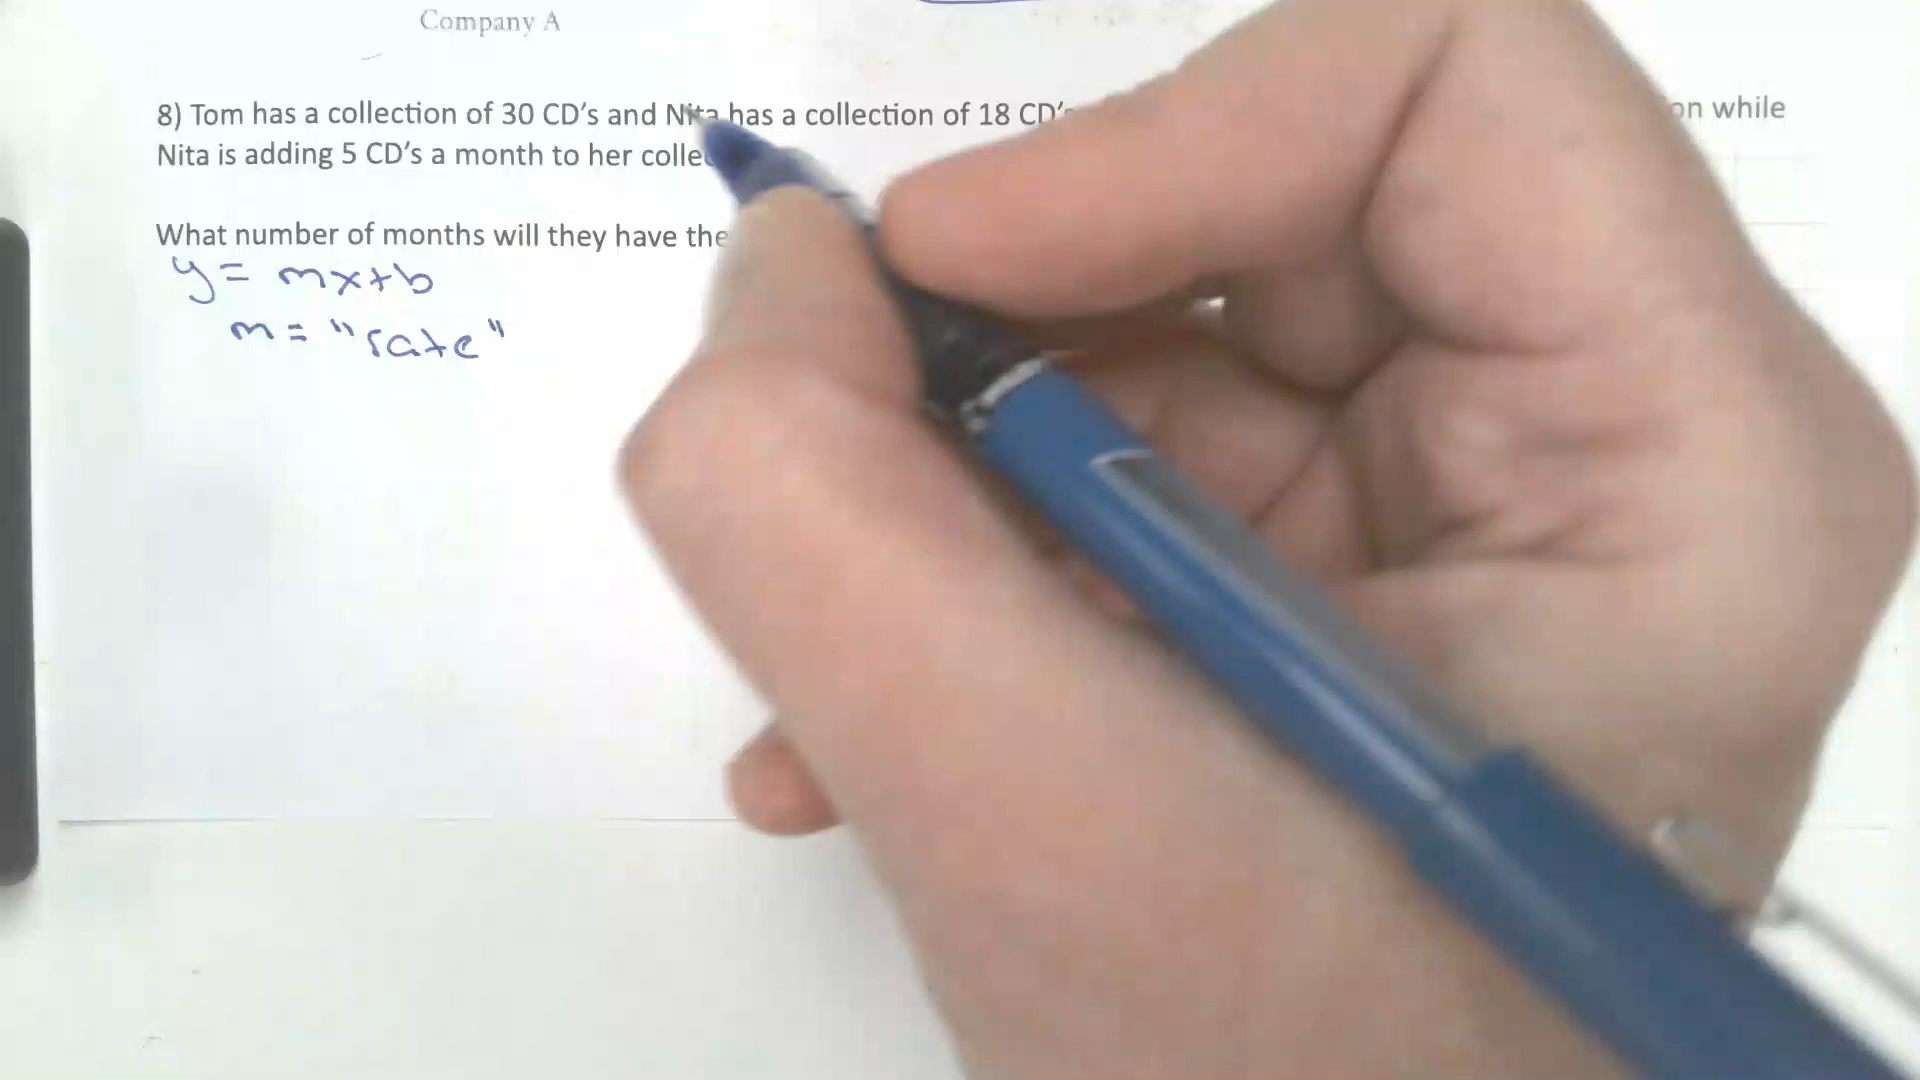 Company A
8) Tom has a collection of 30 CD's and Nita has a collection of 18 CD's on while
Nita is adding 5 CD's a month to her
What number of months will they have the
y = mx+b
m = "rate"